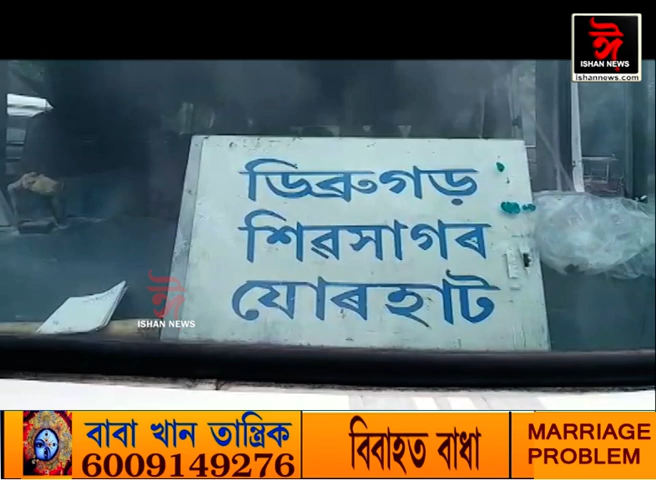 ঈ
ISHAN NEWS
ishannews.com
ডিব্ৰুগড়
শিৱসাগৰ
যোৰহাট
ঈ
ISHAN NEWS
বাবা খান তান্ত্রিক
6009149276
বিবাহত বাধা
MARRIAGE
PROBLEM